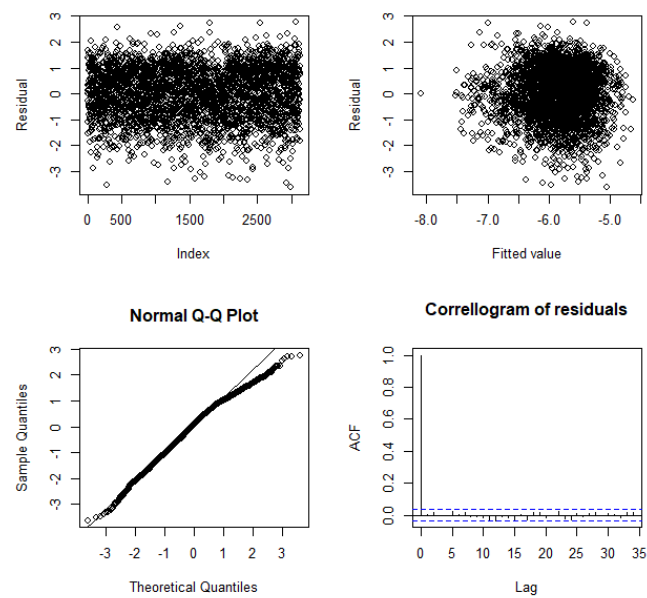 3
2
1
0
-1
-2
-3
Residual
0 500 1500 2500
Index
3
2
1
0
-1
-2
-3
Residual
-8.0 -7.0 -6.0 -5.0
Fitted value
Normal Q-Q Plot
3
2
1
0
-1
-2
-3
Sample Quantiles
-3 -2 -1 0 1 2 3
Theoretical Quantiles
Correllogram of residuals
1.0
0.8
0.6
0.4
0.2
0.0
ACF
0 5 10 15 20 25 30 35
Lag